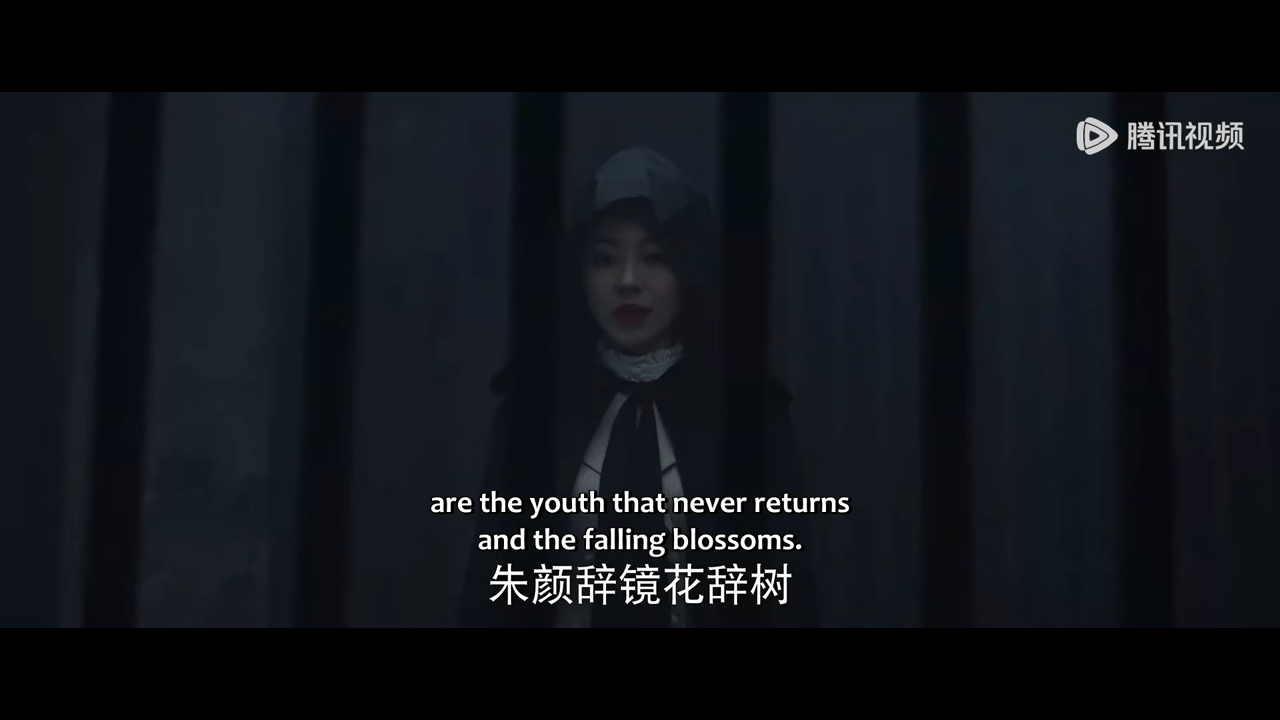 腾讯视频
are the youth that never returns
and the falling blossoms.
朱颜辞镜花辞树